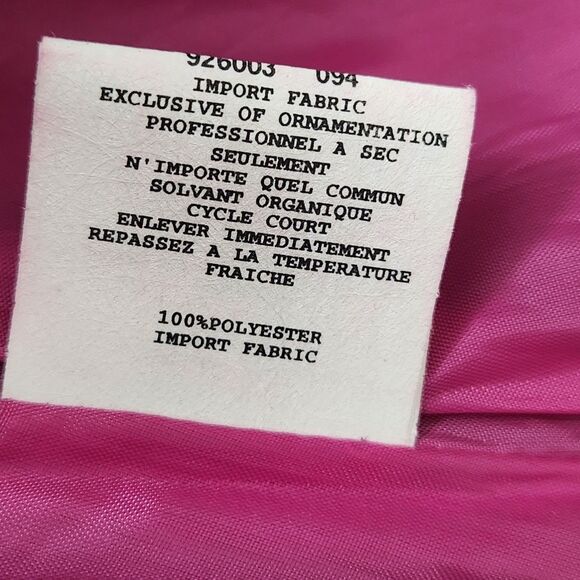 926003 094
IMPORT FABRIC
EXCLUSIVE OF ORNAMENTATION
PROFESSIONNEL A SEC
SEULEMENT
N'IMPORTE QUEL COMMUN
SOLVANT ORGANIQUE
CYCLE COURT
ENLEVER IMMEDIATEMENT
REPASSEZ A LA TEMPERATURE
FRAICHE
100%POLYESTER
IMPORT FABRIC